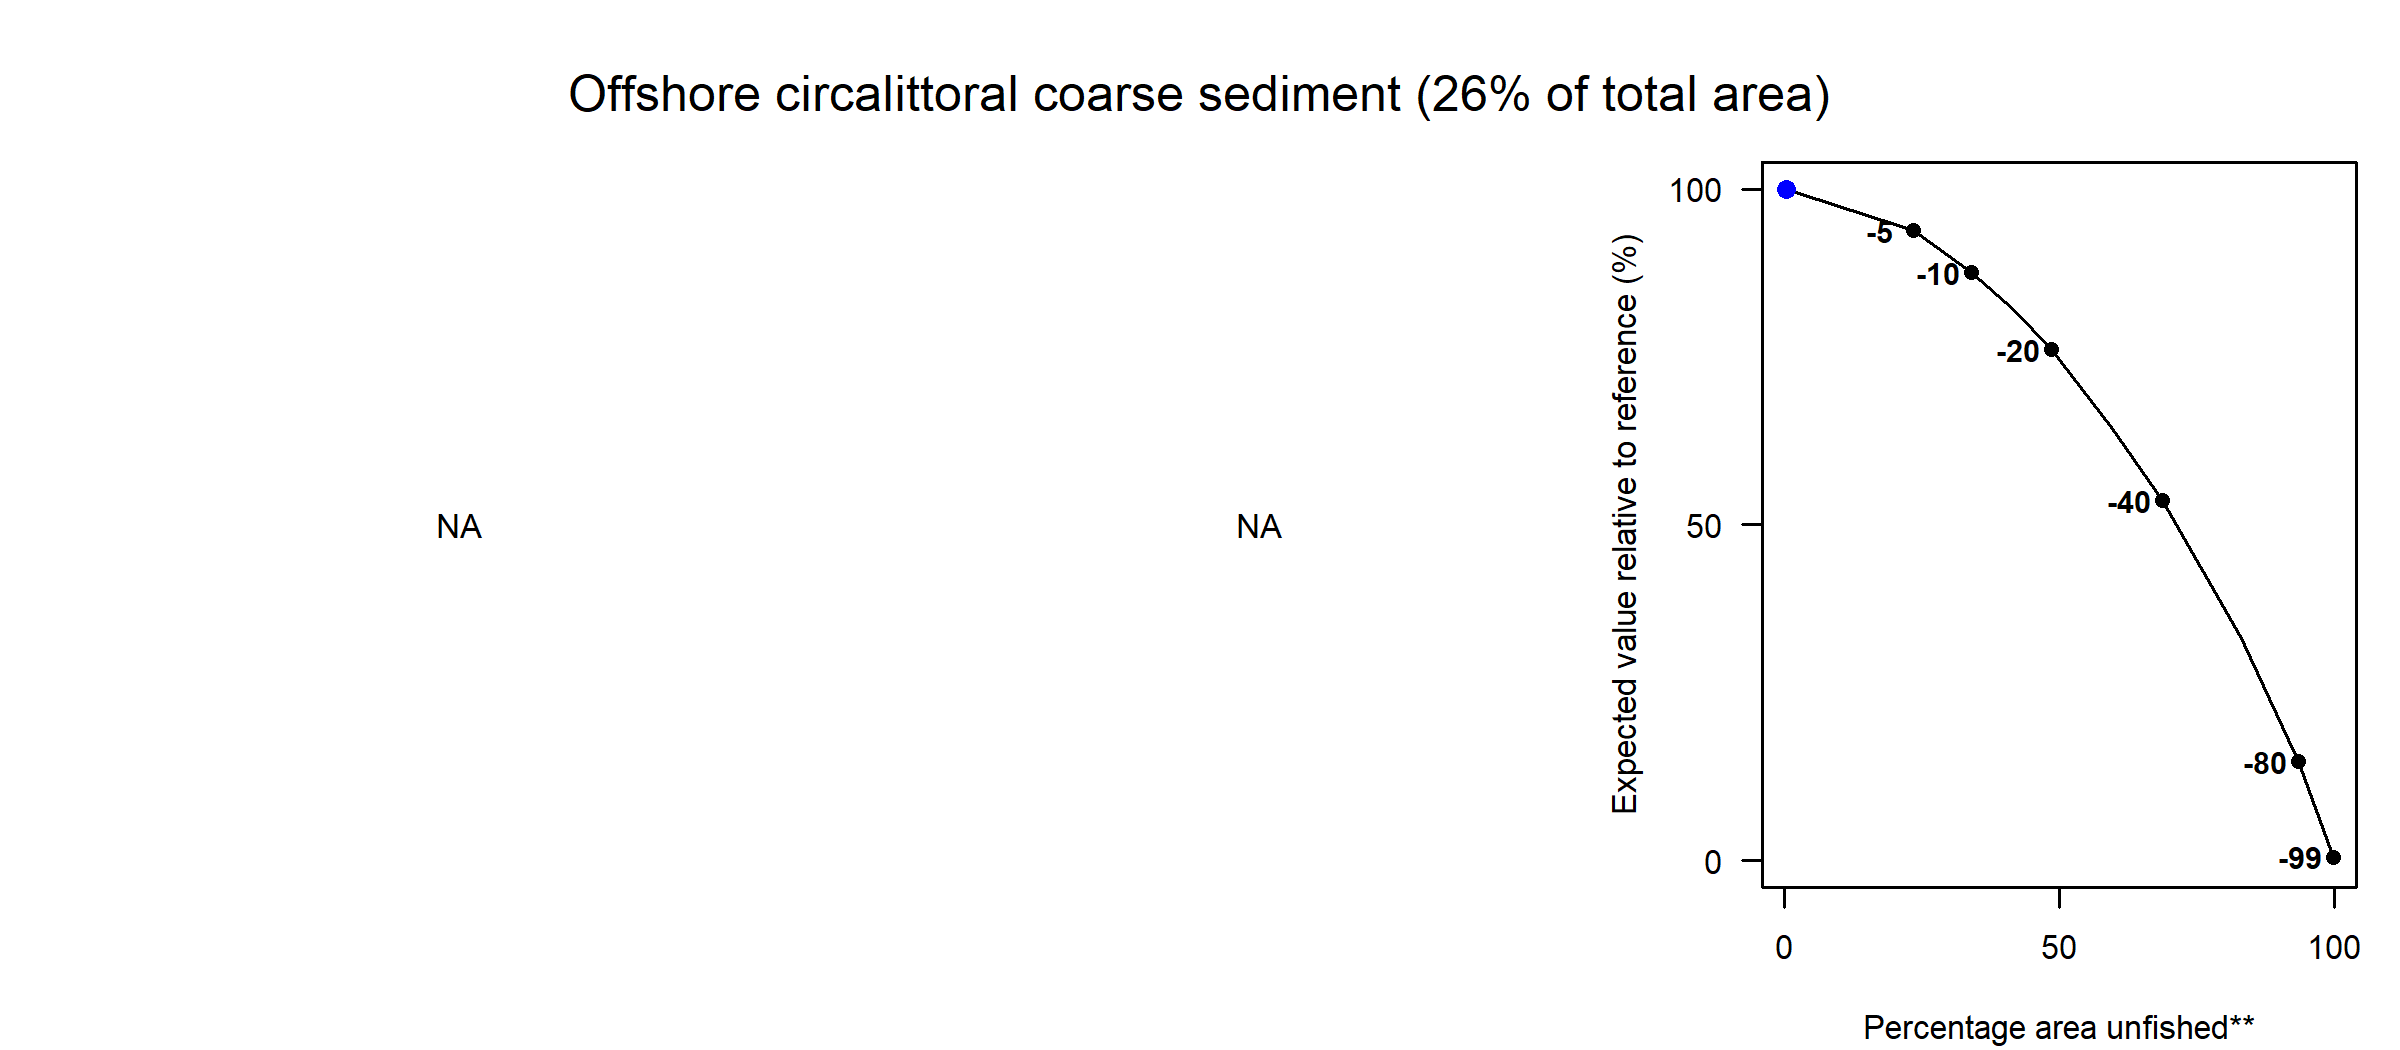 Offshore circalittoral coarse sediment (26% of total area)
NA
NA
Expected value relative to reference (%)
100
50
0
-5
-10
-20
-40
-80
-99
0 50 100
Percentage area unfished**